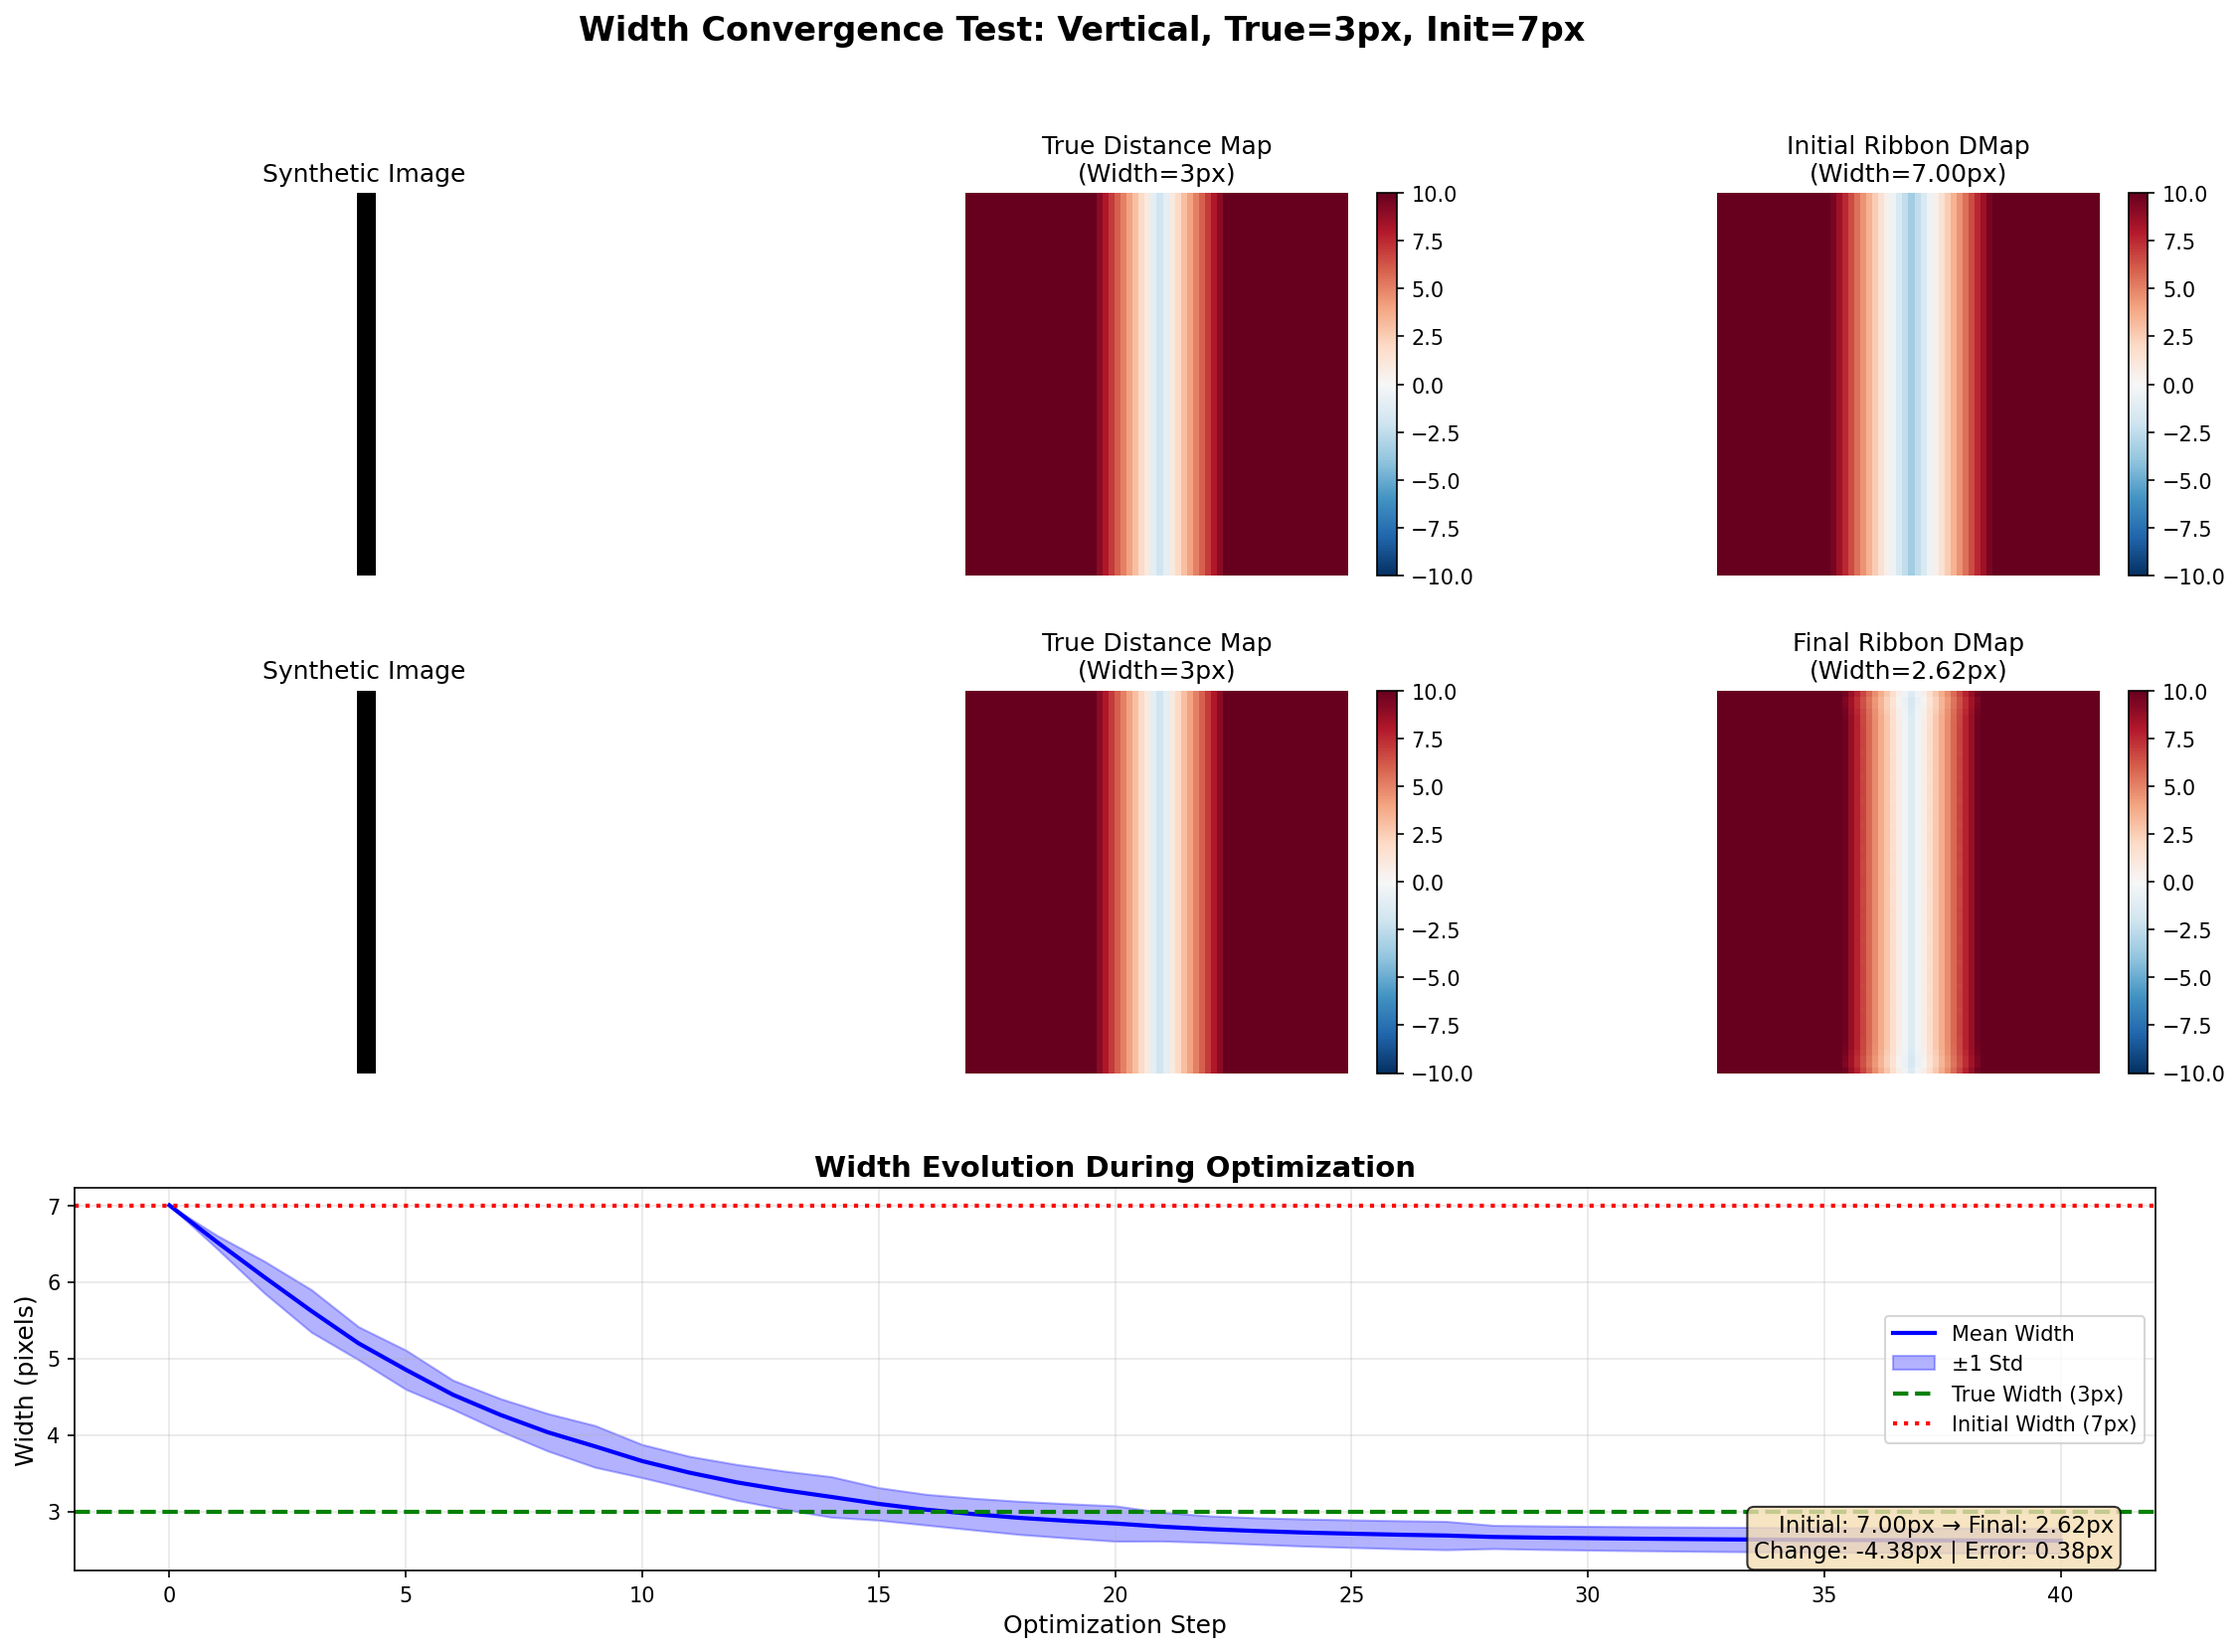 Width Convergence Test: Vertical, True=3px, Init=7px
Synthetic Image
True Distance Map
(Width=3px)
10.0
7.5
5.0
2.5
0.0
−2.5
−5.0
−7.5
−10.0
Initial Ribbon DMap
(Width=7.00px)
10.0
7.5
5.0
2.5
0.0
−2.5
−5.0
−7.5
−10.0
Synthetic Image
True Distance Map
(Width=3px)
10.0
7.5
5.0
2.5
0.0
−2.5
−5.0
−7.5
−10.0
Final Ribbon DMap
(Width=2.62px)
10.0
7.5
5.0
2.5
0.0
−2.5
−5.0
−7.5
−10.0
Width Evolution During Optimization
Width (pixels)
7
6
5
4
3
Mean Width
±1 Std
True Width (3px)
Initial Width (7px)
Initial: 7.00px → Final: 2.62px
Change: -4.38px | Error: 0.38px
0 5 10 15 20 25 30 35 40
Optimization Step